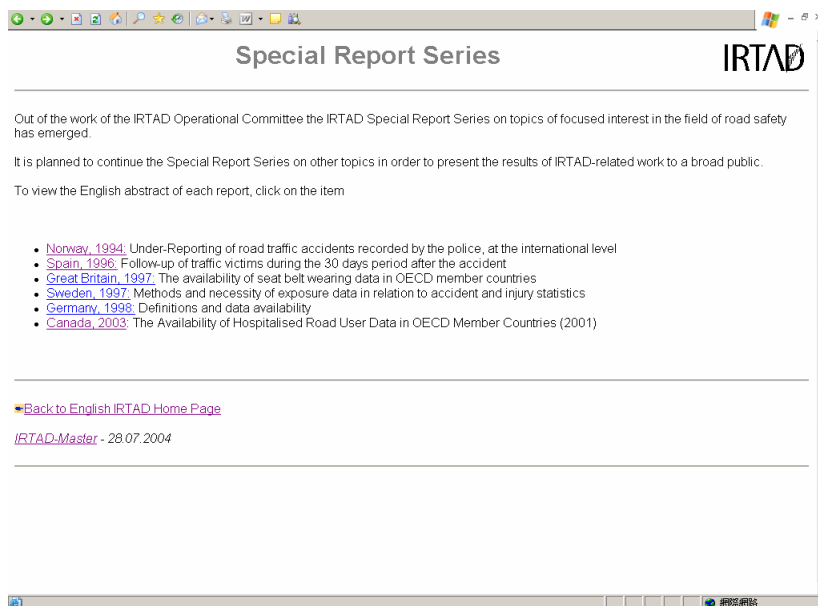 Special Report Series
IRTAD
Out of the work of the IRTAD Operational Committee the IRTAD Special Report Series on topics of focused interest in the field of road safety
has emerged.
It is planned to continue the Special Report Series on other topics in order to present the results of IRTAD-related work to a broad public.
To view the English abstract of each report, click on the item
• Norway, 1994: Under-Reporting of road traffic accidents recorded by the police, at the international level
• Spain, 1996: Follow-up of traffic victims during the 30 days period after the accident
• Great Britain, 1997: The availability of seat belt wearing data in OECD member countries
• Sweden, 1997: Methods and necessity of exposure data in relation to accident and injury statistics
• Germany, 1998: Definitions and data availability
• Canada, 2003: The Availability of Hospitalised Road User Data in OECD Member Countries (2001)
Back to English IRTAD Home Page
IRTAD-Master - 28.07.2004
網際網路